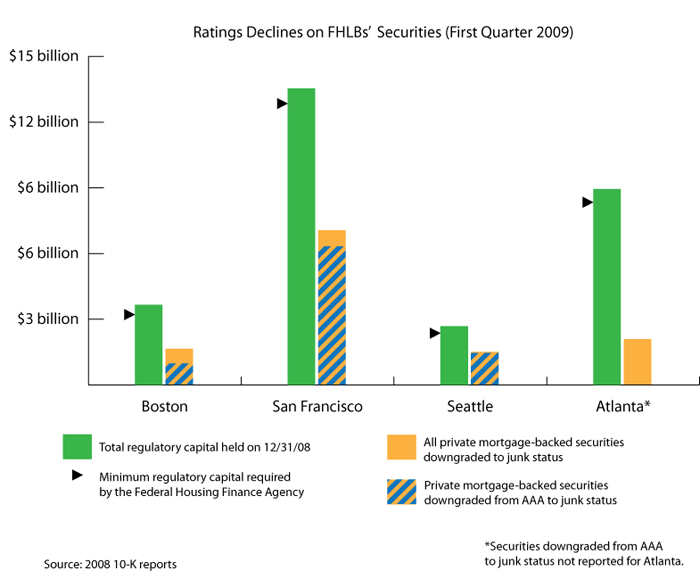 Ratings Declines on FHLBs’ Securities (First Quarter 2009)
$15 billion
$12 billion
$6 billion
$6 billion
$3 billion
Boston
San Francisco
Seattle
Atlanta*
Total regulatory capital held on 12/31/08
Minimum regulatory capital required
by the Federal Housing Finance Agency
All private mortgage-backed securities
downgraded to junk status
Private mortgage-backed securities
downgraded from AAA to junk status
*Securities downgraded from AAA
to junk status not reported for Atlanta.
Source: 2008 10-K reports